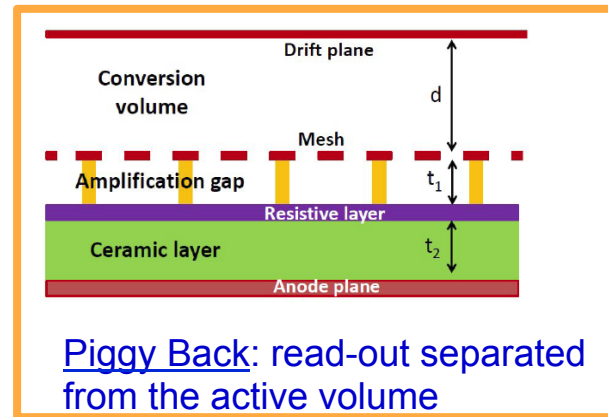 Drift plane
Conversion
volume
d
Mesh
Amplification gap
t₁
Resistive layer
Ceramic layer
t₂
Anode plane
Piggy Back: read-out separated
from the active volume